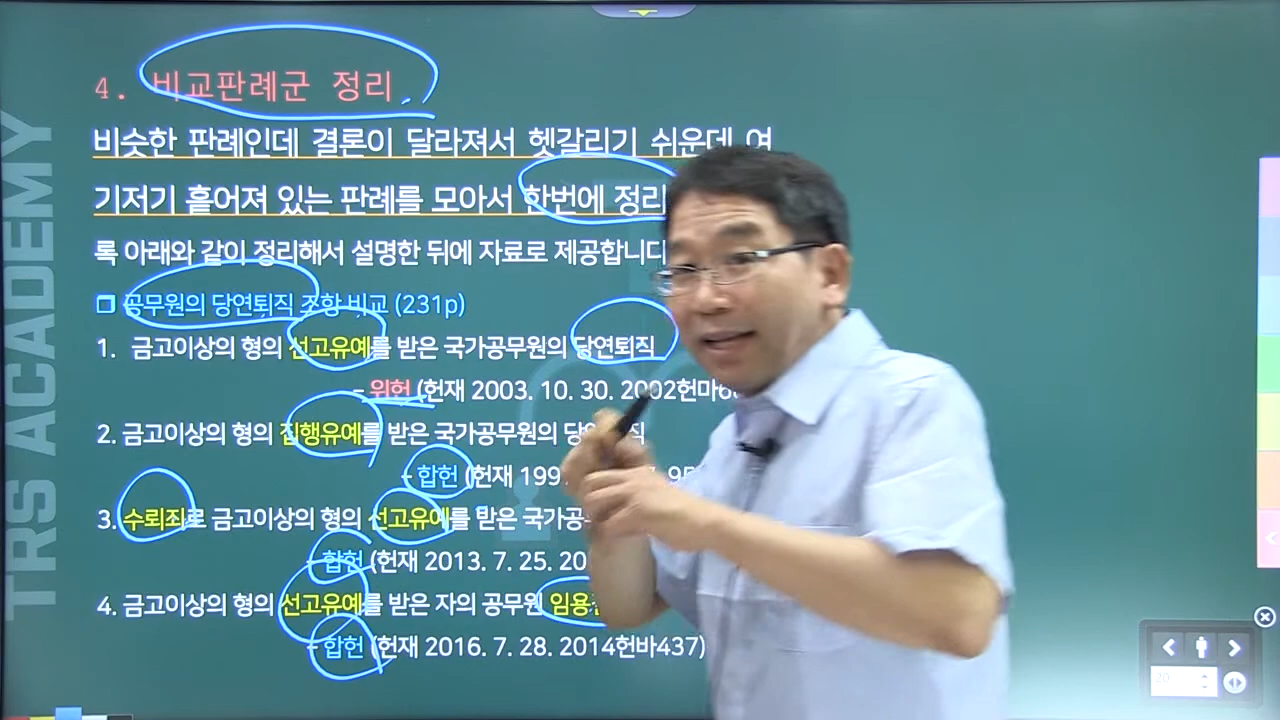 4. 비교판례군 정리
비슷한 판례인데 결론이 달라져서 헷갈리기 쉬운데 여
기저기 흩어져 있는 판례를 모아서 한번에 정리
록 아래와 같이 정리해서 설명한 뒤에 자료로 제공합니다
❒ 공무원의 당연퇴직 조항 비교 (231p)
1. 금고이상의 형의 선고유예를 받은 국가공무원의 당연퇴직
- 위헌 (헌재 2003. 10. 30. 2002헌마
2. 금고이상의 형의 집행유예를 받은 국가공무원의 당연퇴직
- 합헌 (헌재 199
3. 수뢰죄로 금고이상의 형의 선고유예를 받은 국가공
- 합헌 (헌재 2013. 7. 25. 20
4. 금고이상의 형의 선고유예를 받은 자의 공무원 임용
- 합헌 (헌재 2016. 7. 28. 2014헌바437)
TRS ACADEMY
20